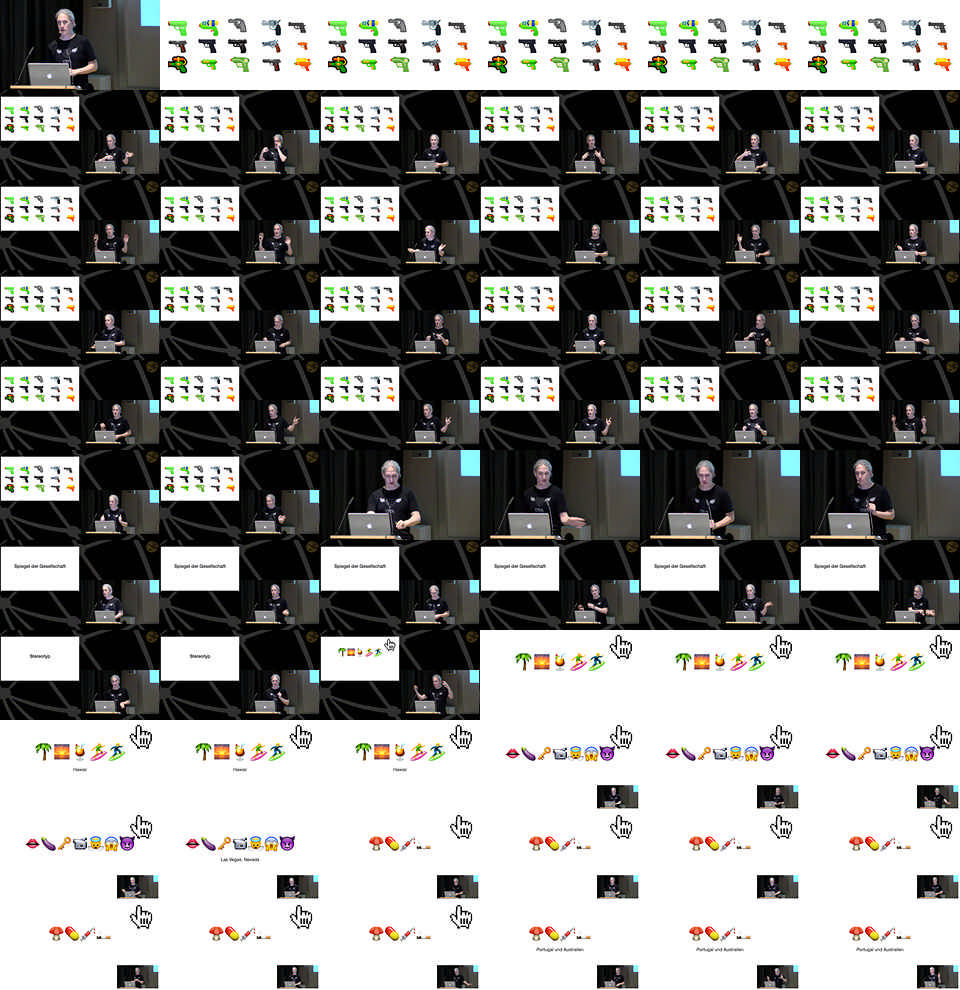 Spiegel der Gesellschaft
Spiegel der Gesellschaft
Spiegel der Gesellschaft
Spiegel der Gesellschaft
Spiegel der Gesellschaft
Spiegel der Gesellschaft
Stereotyp
Stereotyp
Hawaii
Hawaii
Hawaii
Las Vegas, Nevada
Portugal und Australien
Portugal und Australien
Portugal und Australien